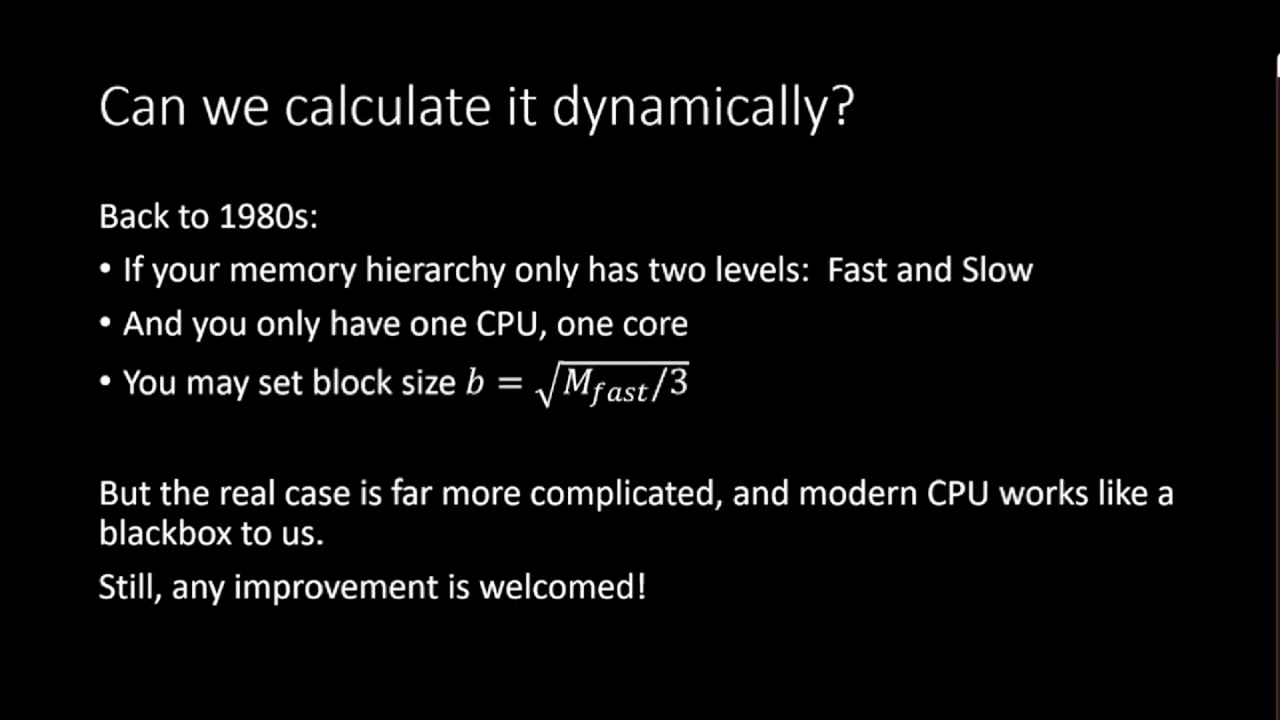 Can we calculate it dynamically?
Back to 1980s:
• If your memory hierarchy only has two levels:  Fast and Slow
• And you only have one CPU, one core
• You may set block size b = √(M_fast/3)
But the real case is far more complicated, and modern CPU works like a
blackbox to us.
Still, any improvement is welcomed!